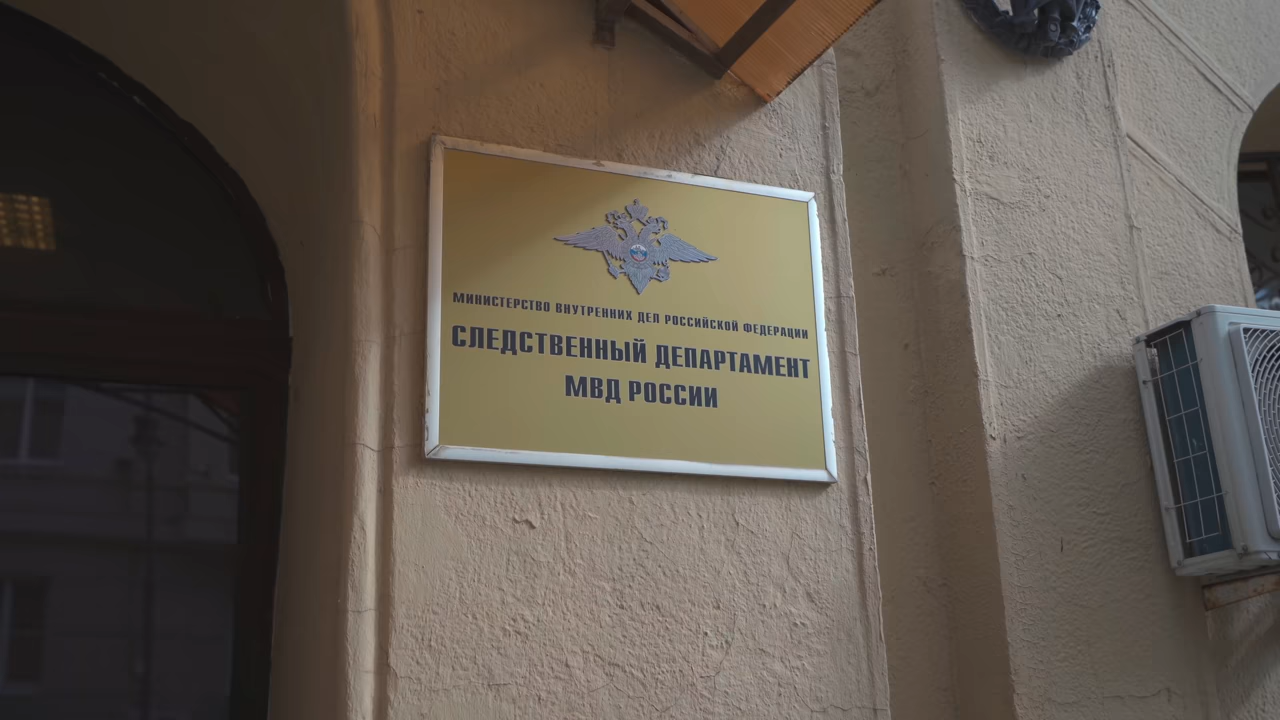 МИНИСТЕРСТВО ВНУТРЕННИХ ДЕЛ РОССИЙСКОЙ ФЕДЕРАЦИИ
СЛЕДСТВЕННЫЙ ДЕПАРТАМЕНТ
МВД РОССИИ